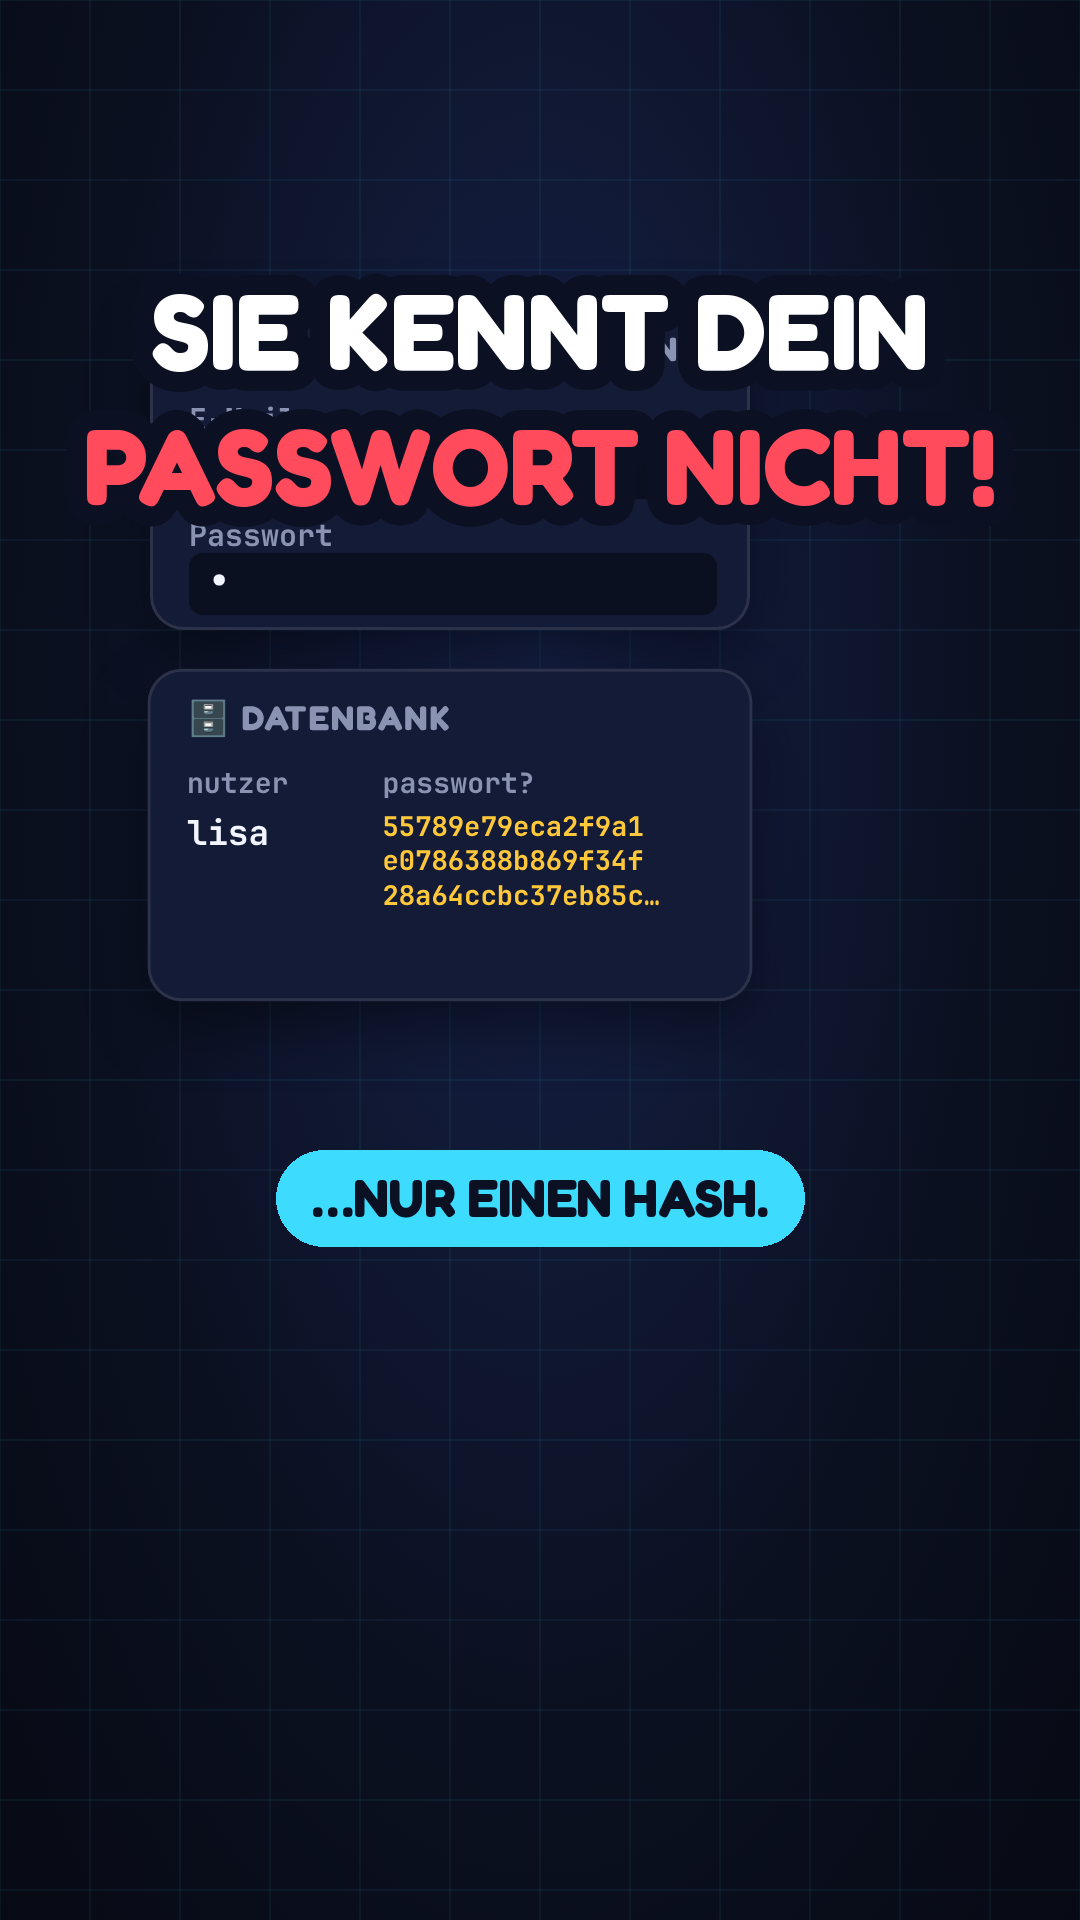 SIE KENNT DEIN
PASSWORT NICHT!
Passwort
DATENBANK
nutzer passwort?
lisa 55789e79eca2f9a1
e0786388b869f34f
28a64ccbc37eb85c…
...NUR EINEN HASH.